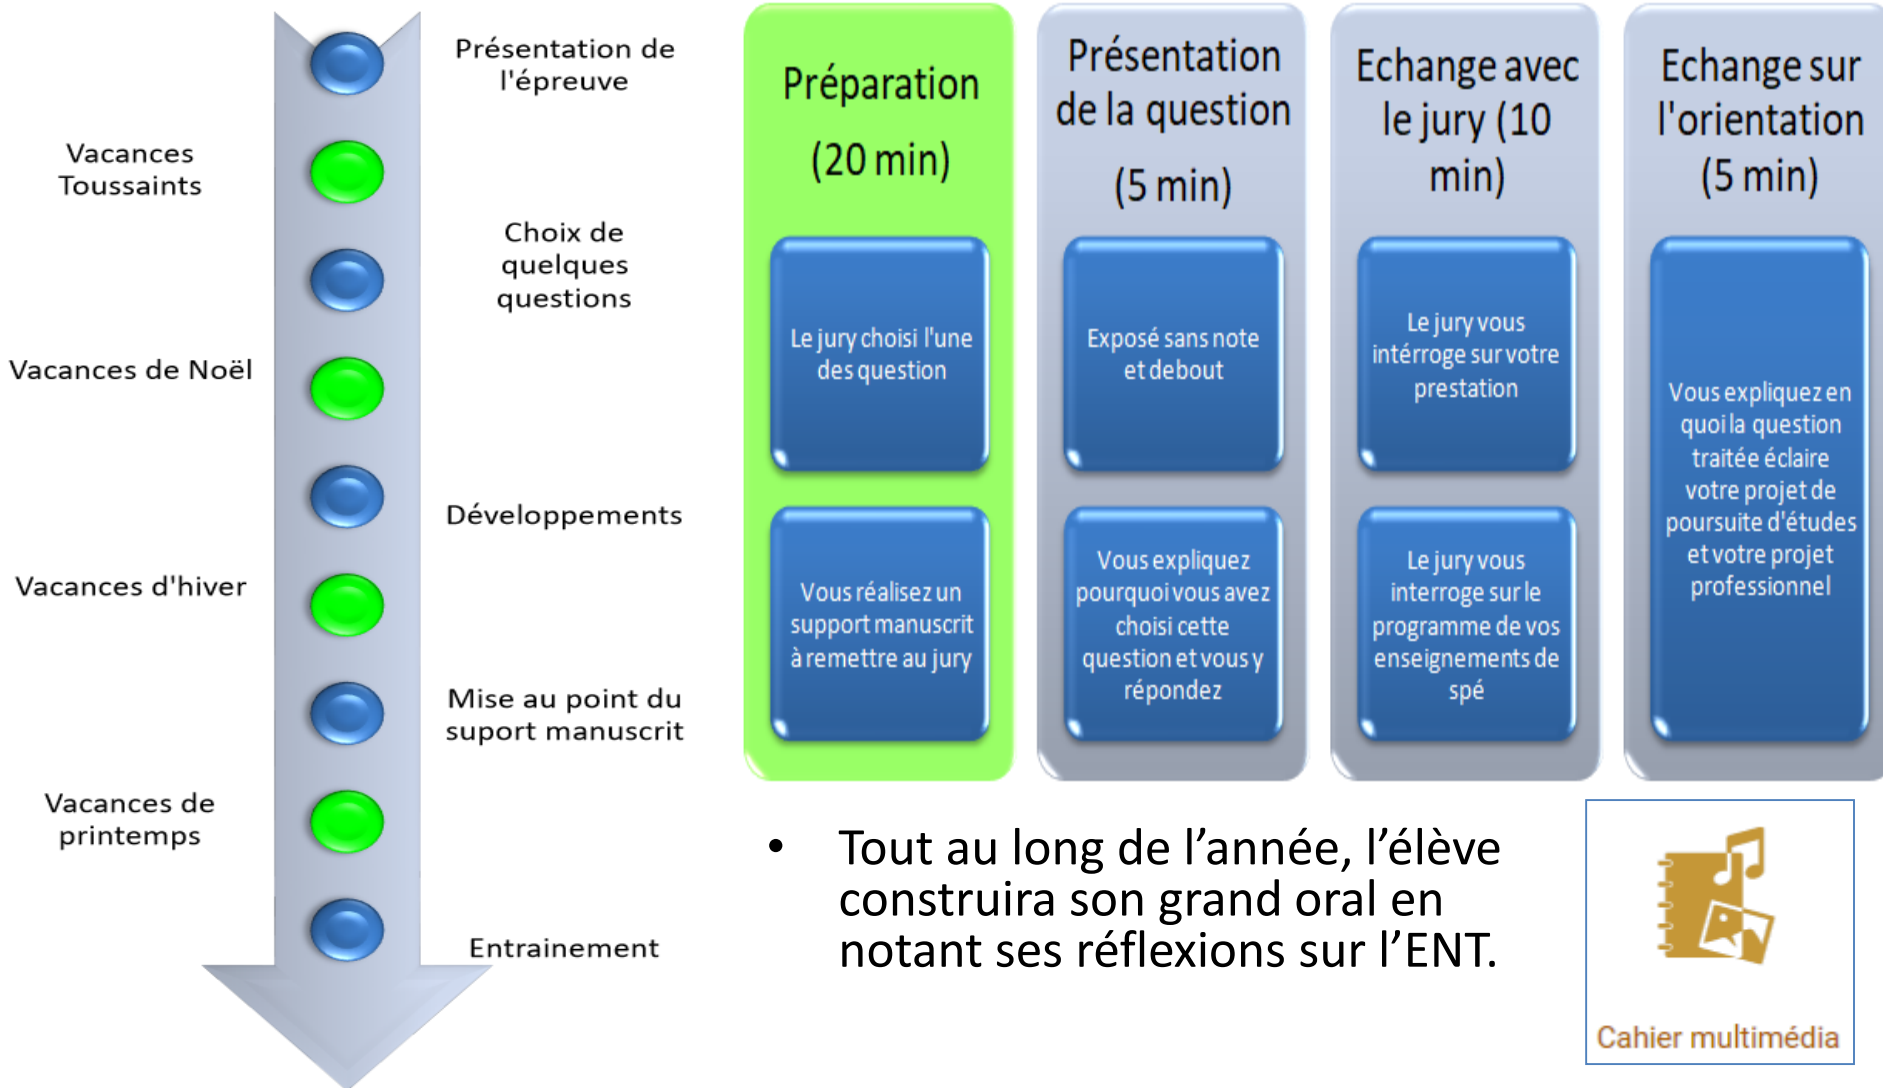 Présentation de
l'épreuve
Vacances
Toussaints
Choix de
quelques
questions
Vacances de Noël
Développements
Vacances d'hiver
Mise au point du
suport manuscrit
Vacances de
printemps
Entrainement
Préparation
(20 min)
Le jury choisi l'une
des question
Vous réalisez un
support manuscrit
à remettre au jury
Présentation
de la question
(5 min)
Exposé sans note
et debout
Vous expliquez
pourquoi vous avez
choisi cette
question et vous y
répondez
Echange avec
le jury (10
min)
Le jury vous
intérroge sur votre
prestation
Le jury vous
interroge sur le
programme de vos
enseignements de
spé
Echange sur
l'orientation
(5 min)
Vous expliquez en
quoi la question
traitée éclaire
votre projet de
poursuite d'études
et votre projet
professionnel
• Tout au long de l’année, l’élève
construira son grand oral en
notant ses réflexions sur l’ENT.
Cahier multimédia